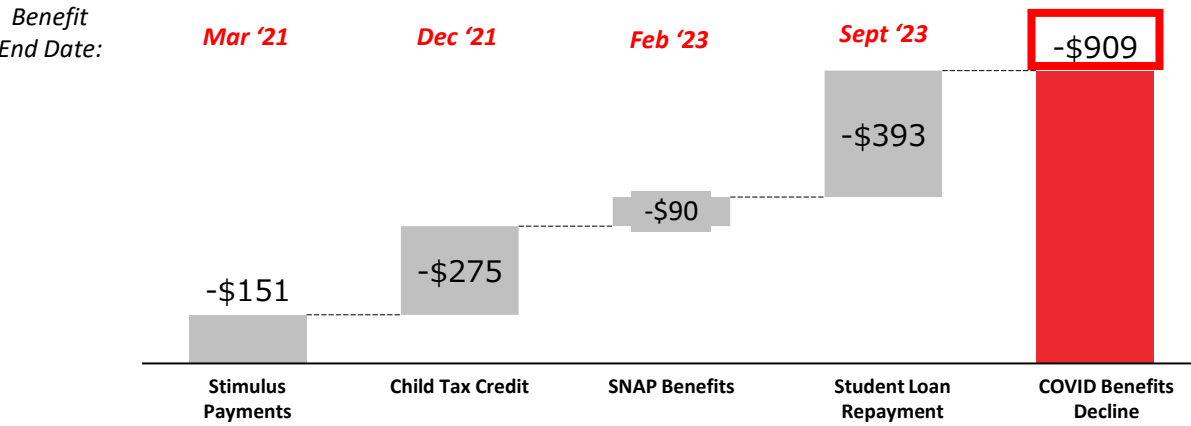 Benefit
End Date:
Mar ‘21
Dec ‘21
Feb ‘23
Sept ‘23
-$909
-$393
-$90
-$275
-$151
Stimulus
Payments
Child Tax Credit
SNAP Benefits
Student Loan
Repayment
COVID Benefits
Decline